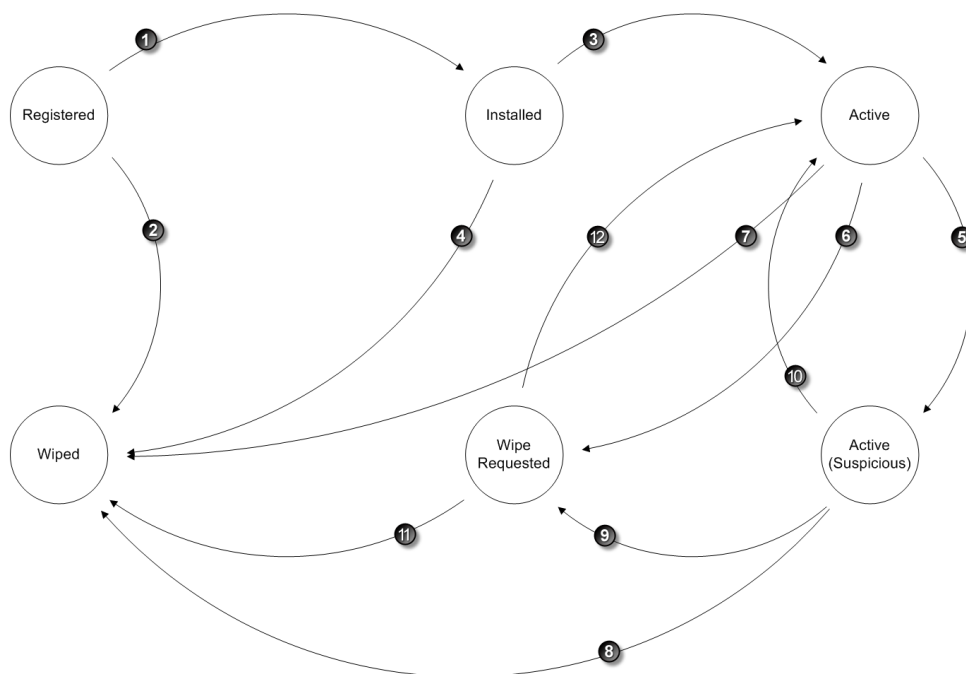 1
3
Registered
Installed
Active
2
4
12
7
6
5
10
Wiped
Wipe
Requested
Active
(Suspicious)
11
9
8